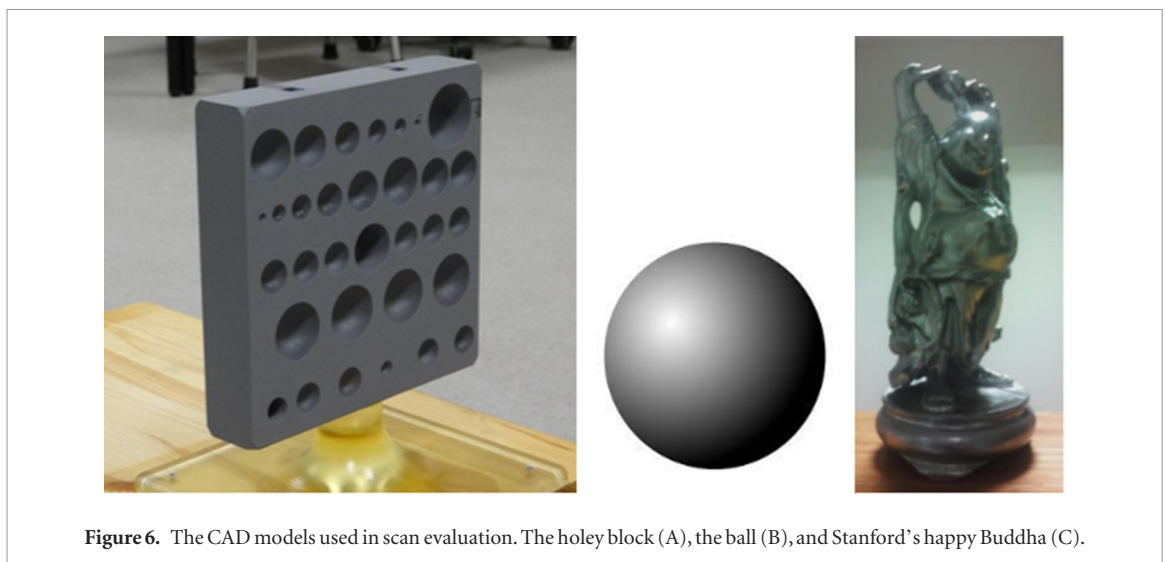 Figure 6. The CAD models used in scan evaluation. The holey block (A), the ball (B), and Stanford's happy Buddha (C).